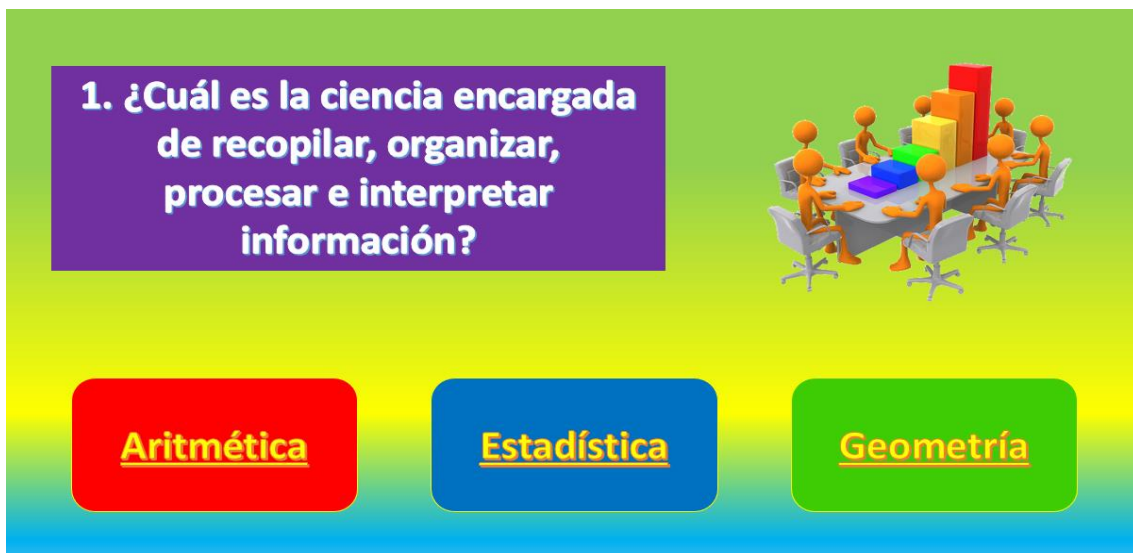 1. ¿Cuál es la ciencia encargada
de recopilar, organizar,
procesar e interpretar
información?
Aritmética
Estadística
Geometría